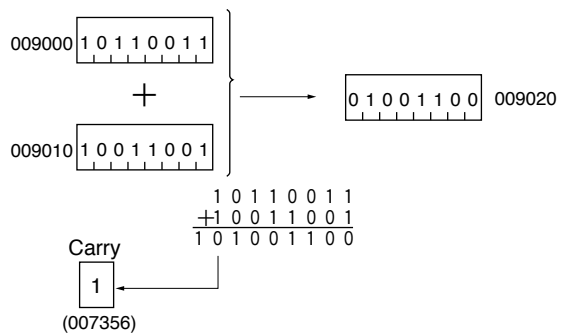 009000 1 0 1 1 0 0 1 1
+
009010 1 0 0 1 1 0 0 1
0 1 0 0 1 1 0 0 009020
1 0 1 1 0 0 1 1
+1 0 0 1 1 0 0 1
1 0 1 0 0 1 1 0 0
Carry
1
(007356)